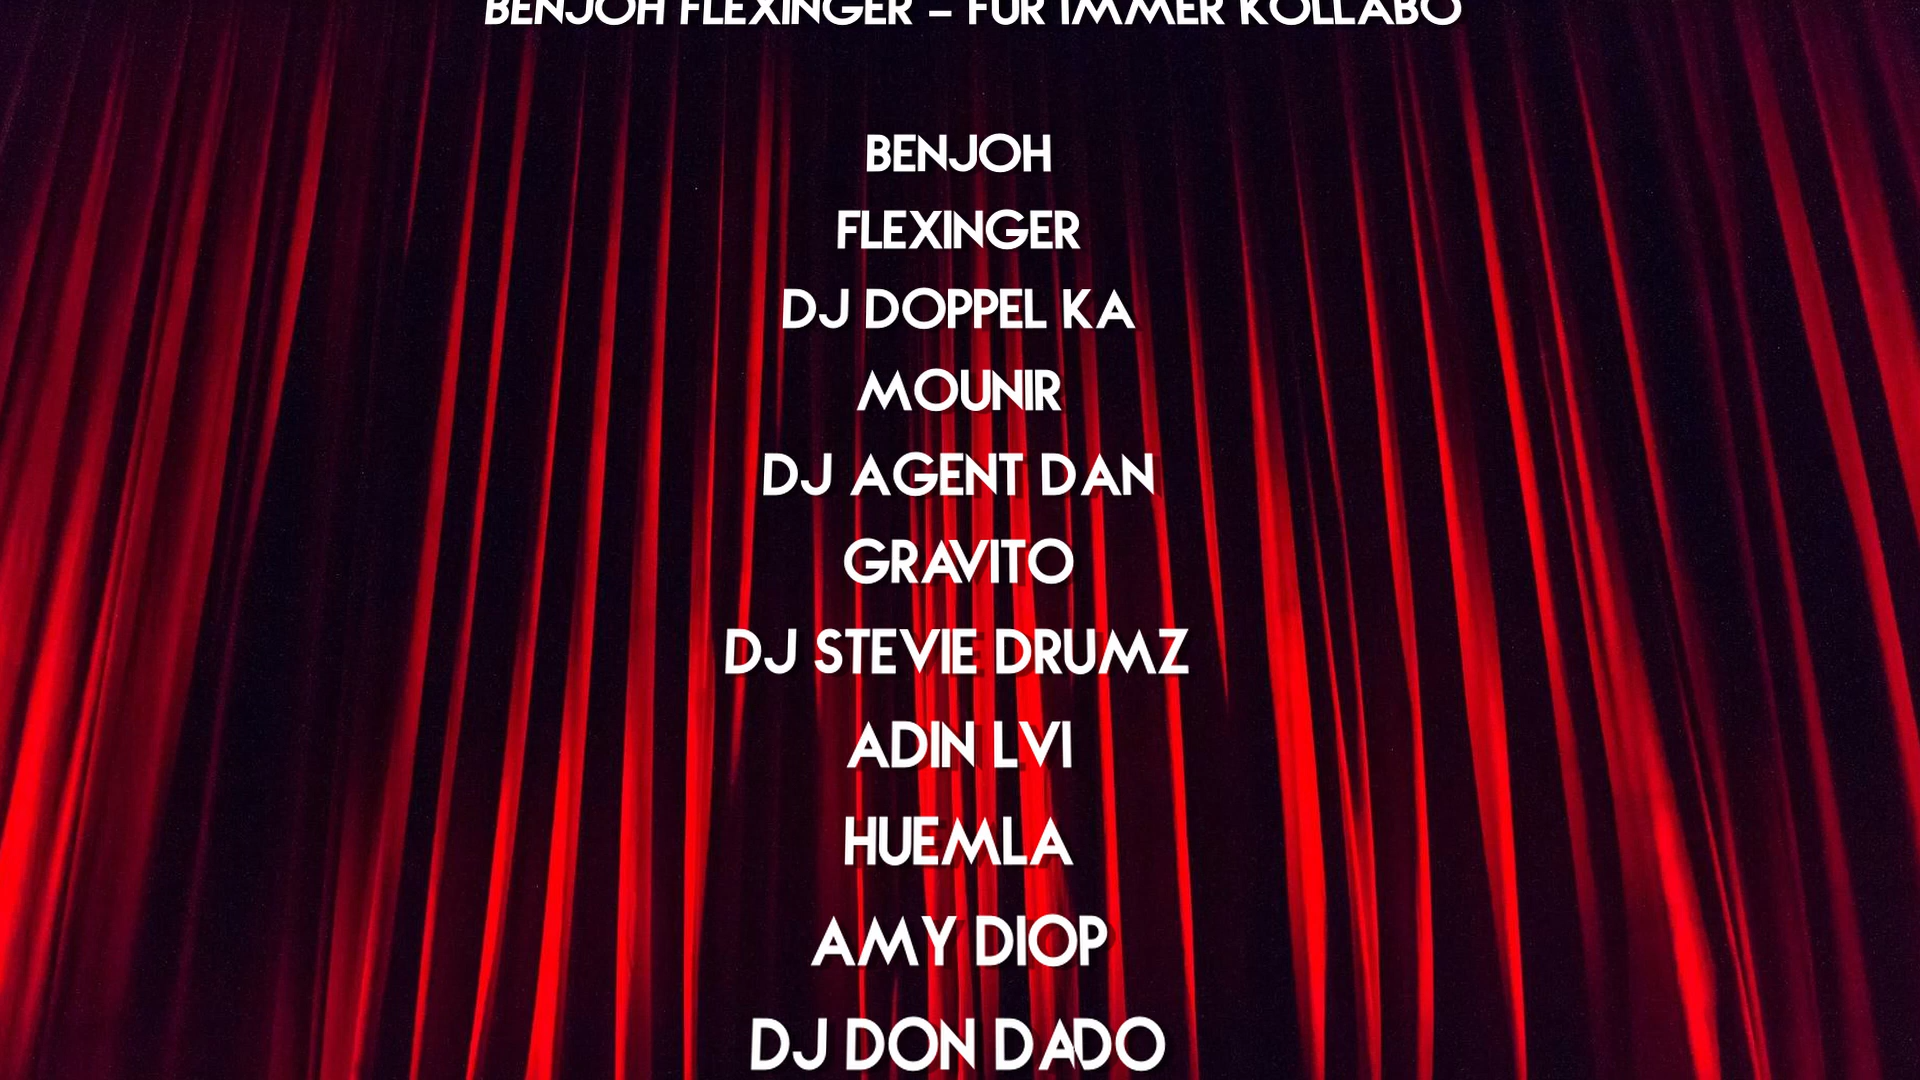 BENJOH FLEXINGER – FÜR IMMER KOLLABO
BENJOH
FLEXINGER
DJ DOPPEL KA
MOUNIR
DJ AGENT DAN
GRAVITO
DJ STEVIE DRUMZ
ADIN LVI
HUEMLA
AMY DIOP
DJ DON DADO